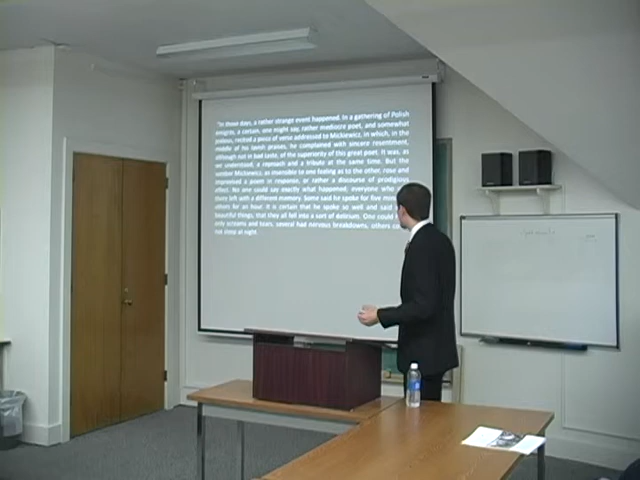 "In those days, a rather strange event happened. In a gathering of Polish
emigrés, a certain, one might say, rather mediocre poet, and somewhat
jealous, recited a piece of verse addressed to Mickiewicz, in which, in the
middle of his lavish praises, he complained with sincere resentment,
although not in bad taste, of the superiority of this great poet. It was, as
we understand, a reproach and a tribute at the same time. But the
somber Mickiewicz, as insensible to one feeling as to the other, rose and
improvised a poem in response, or rather a discourse of prodigious
effect. No one could say exactly what happened, everyone who
there left with a different memory. Some said he spoke for five
others for an hour. It is certain that he spoke so well and said
beautiful things, that they all fell into a sort of delirium. One could
only screams and tears, several had nervous breakdowns, others
not sleep at night.